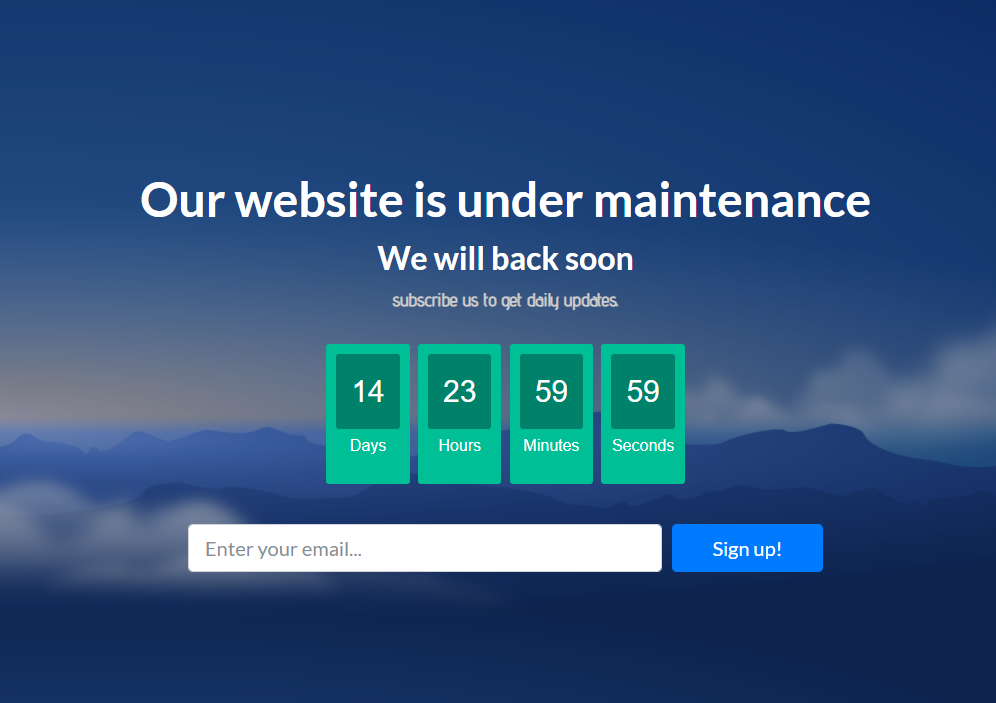 Our website is under maintenance
We will back soon
subscribe us to get daily updates.
14 23 59 59
Days Hours Minutes Seconds
Enter your email... Sign up!